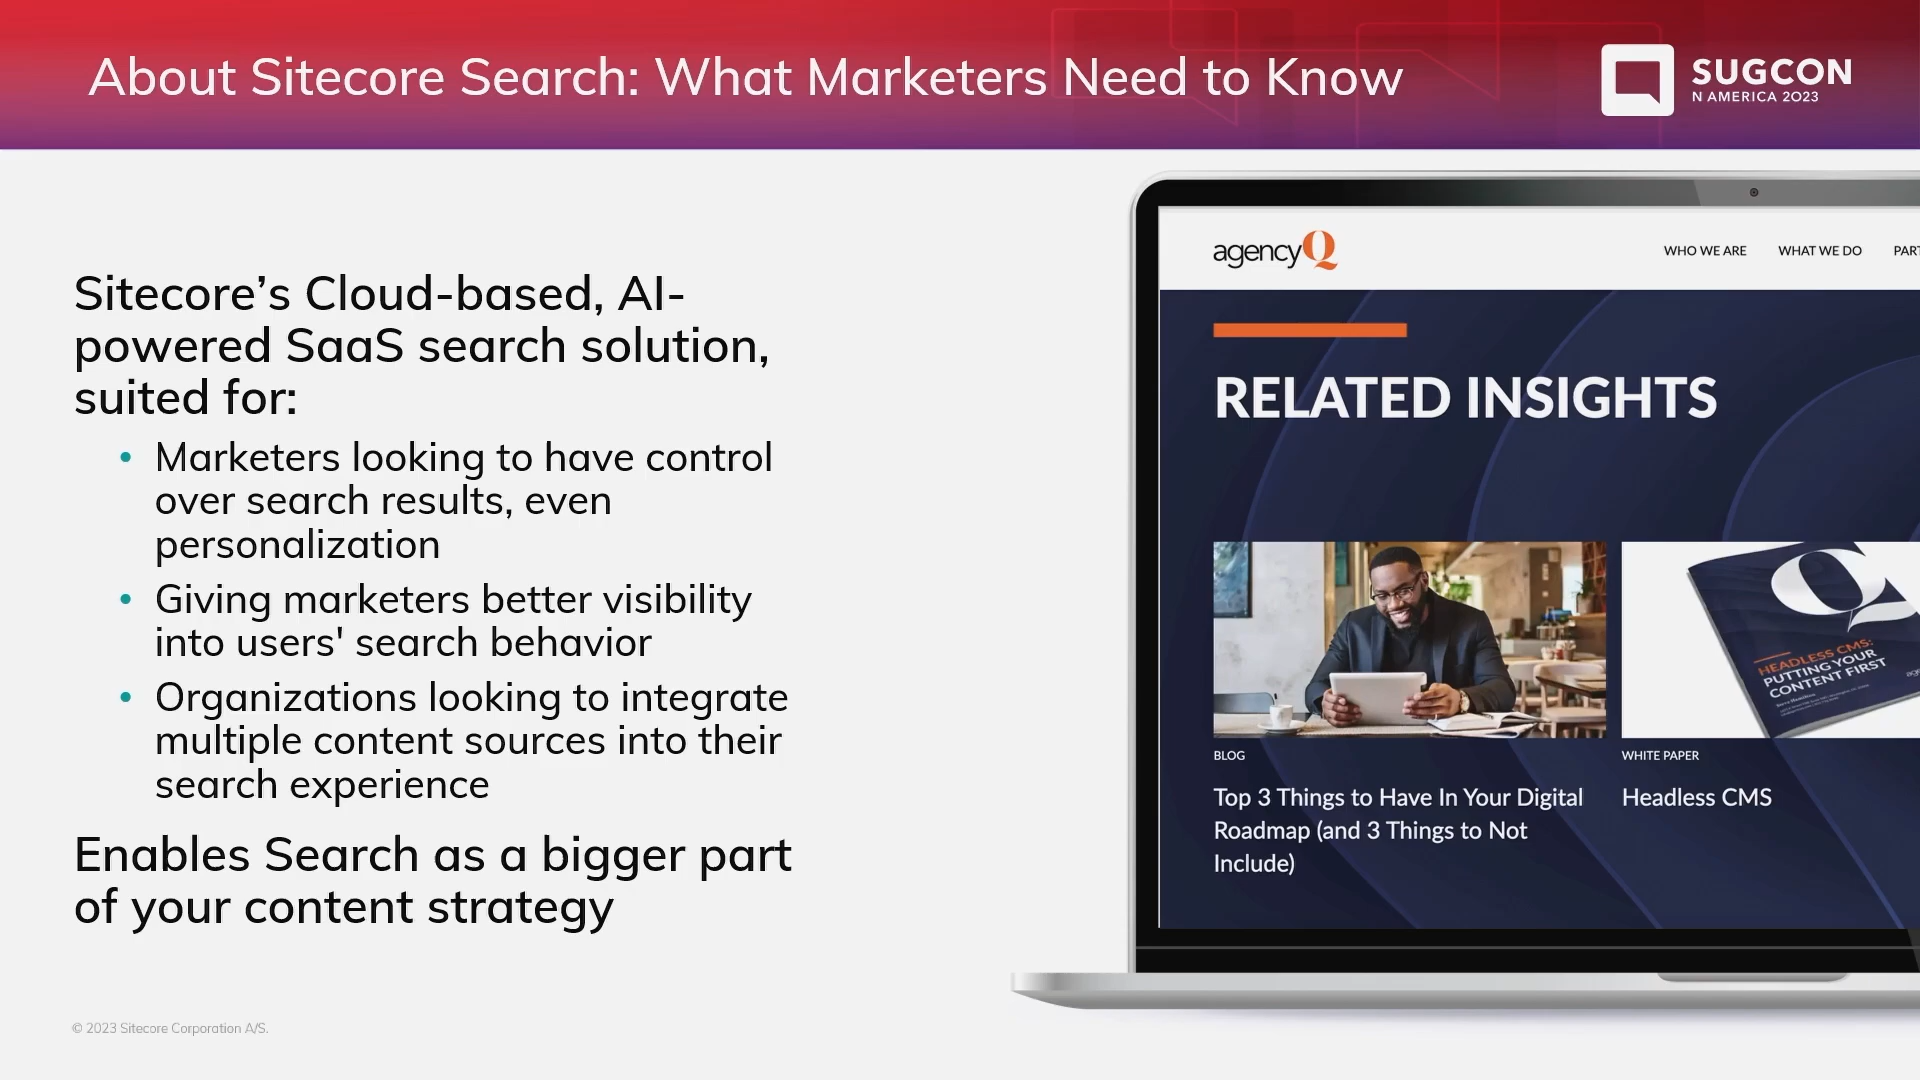 About Sitecore Search: What Marketers Need to Know
SUGCON
N AMERICA 2023
Sitecore’s Cloud-based, AI-
powered SaaS search solution,
suited for:
• Marketers looking to have control
over search results, even
personalization
• Giving marketers better visibility
into users' search behavior
• Organizations looking to integrate
multiple content sources into their
search experience
Enables Search as a bigger part
of your content strategy
© 2023 Sitecore Corporation A/S.
agencyQ
WHO WE ARE WHAT WE DO PART
RELATED INSIGHTS
HEADLESS CMS:
PUTTING YOUR
CONTENT FIRST
BLOG
Top 3 Things to Have In Your Digital
Roadmap (and 3 Things to Not
Include)
WHITE PAPER
Headless CMS